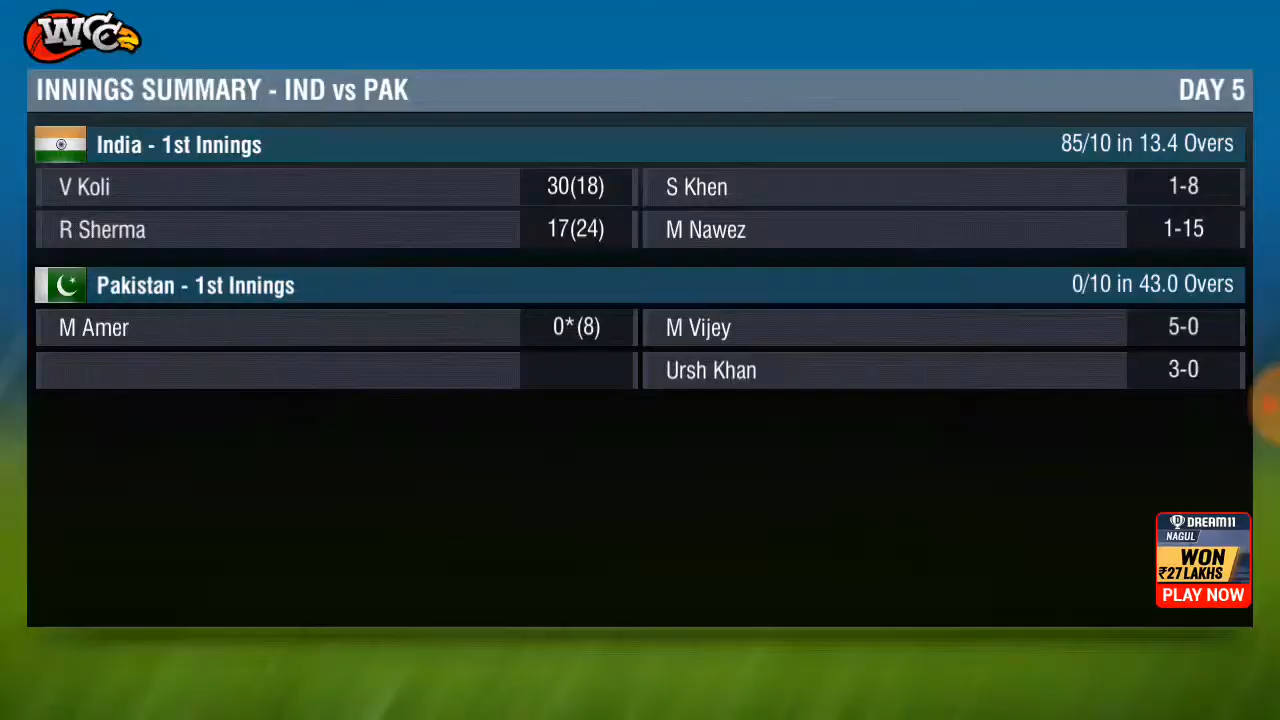 WCC
INNINGS SUMMARY - IND vs PAK DAY 5
India - 1st Innings 85/10 in 13.4 Overs
V Koli 30(18) S Khen 1-8
R Sherma 17(24) M Nawez 1-15
Pakistan - 1st Innings 0/10 in 43.0 Overs
M Amer 0*(8) M Vijey 5-0
Ursh Khan 3-0
DREAM11
NAGUL
WON
₹27 LAKHS
PLAY NOW